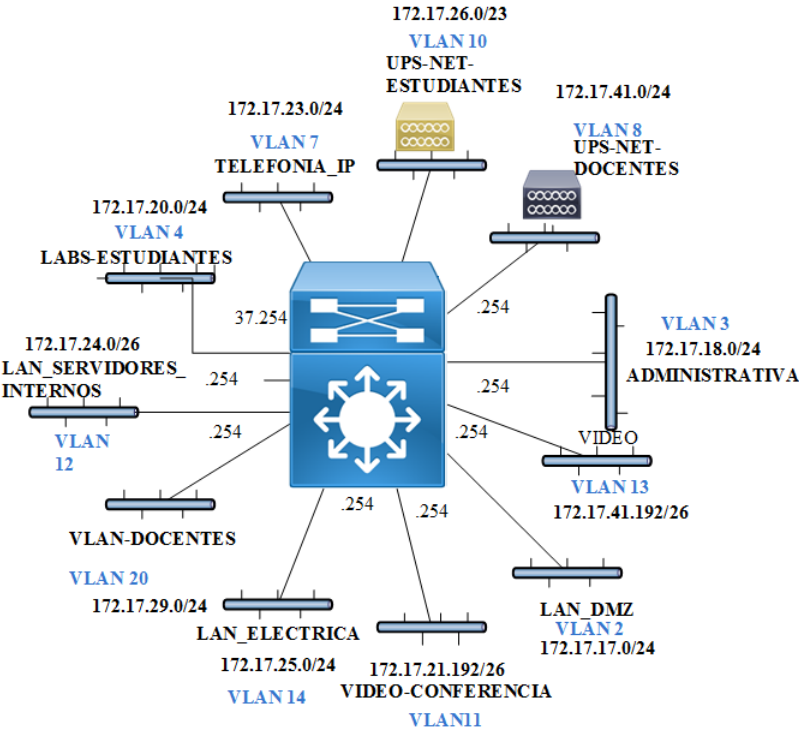 172.17.26.0/23
VLAN 10
UPS-NET-
ESTUDIANTES
172.17.41.0/24
VLAN 8
UPS-NET-
DOCENTES
172.17.23.0/24
VLAN 7
TELEFONIA_IP
172.17.20.0/24
VLAN 4
LABS-ESTUDIANTES
37.254
.254
VLAN 3
172.17.18.0/24
ADMINISTRATIVA
172.17.24.0/26
LAN_SERVIDORES_
INTERNOS
.254
.254
VLAN
12
.254
.254
VIDEO
VLAN 13
172.17.41.192/26
.254
.254
VLAN-DOCENTES
VLAN 20
172.17.29.0/24
LAN_ELECTRICA
172.17.25.0/24
VLAN 14
172.17.21.192/26
VIDEO-CONFERENCIA
VLAN11
LAN_DMZ
VLAN 2
172.17.17.0/24